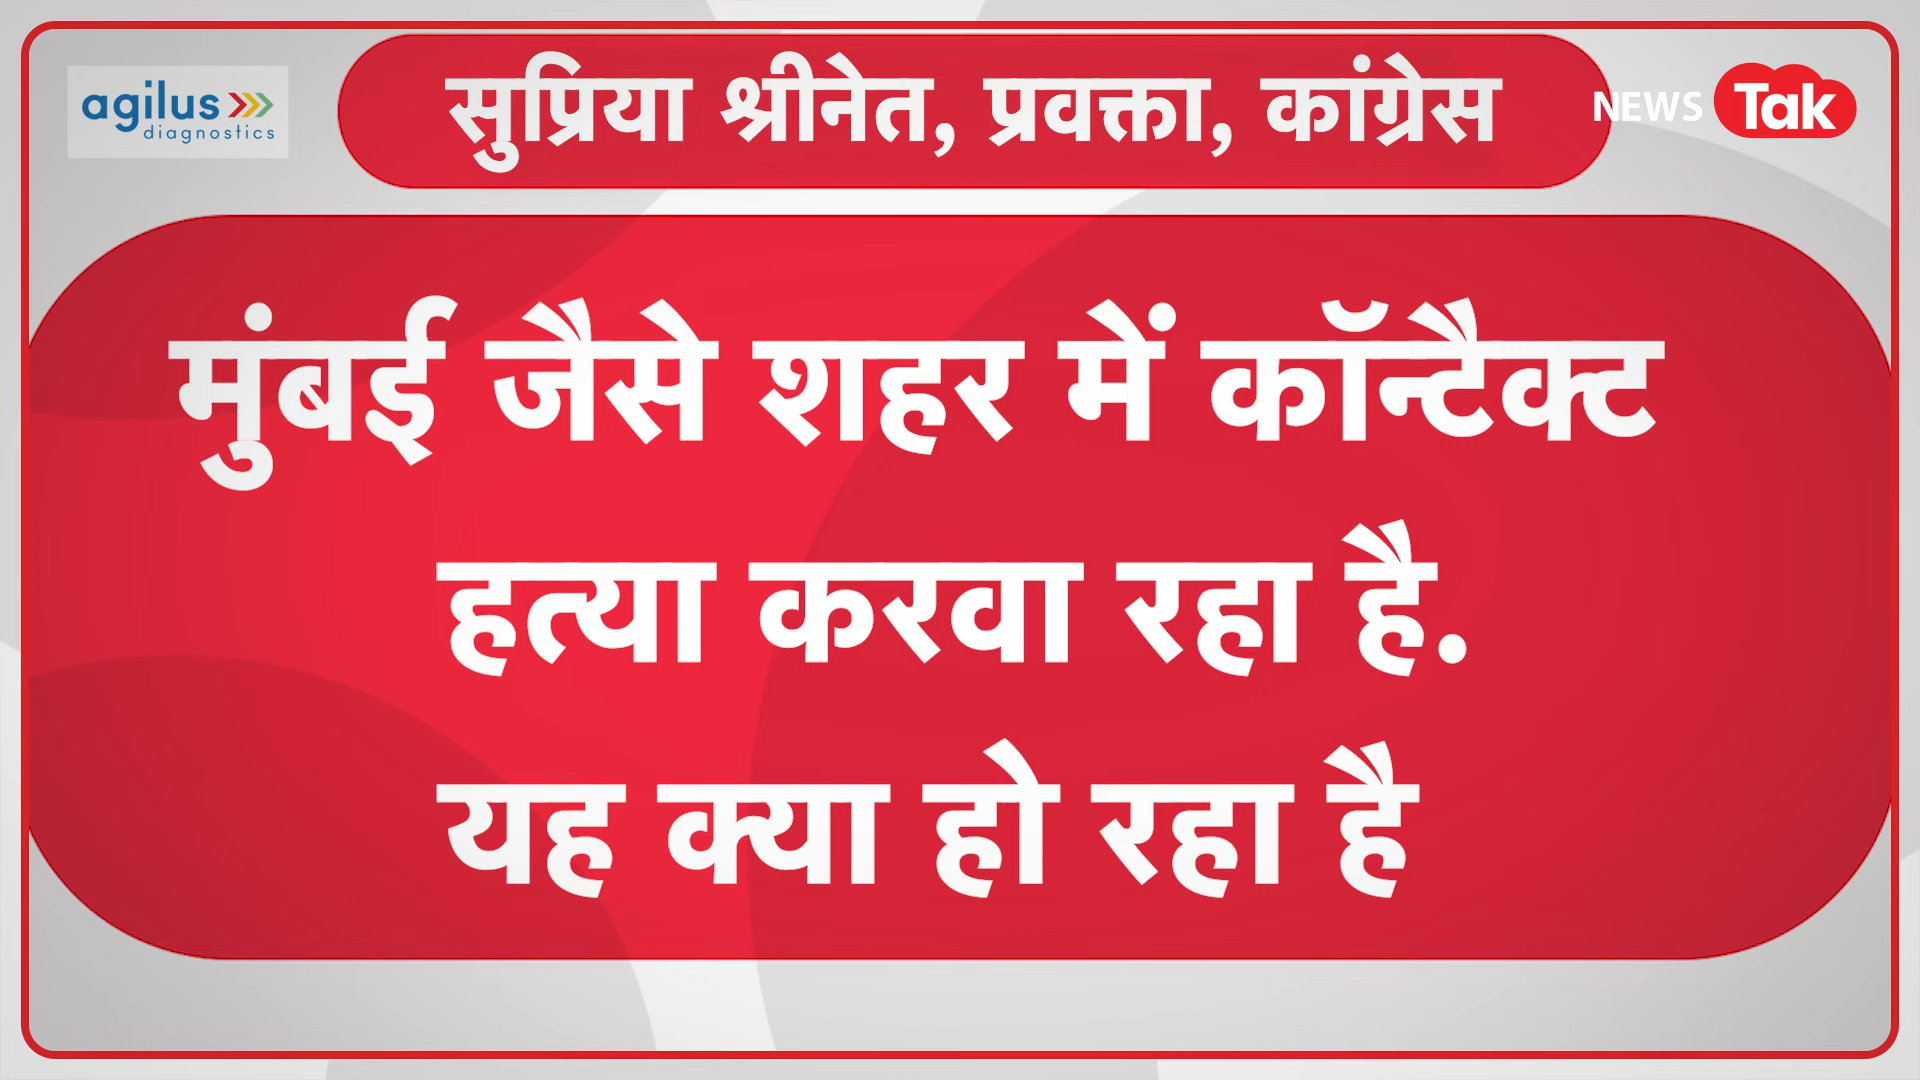 agilus
diagnostics
सुप्रिया श्रीनेत, प्रवक्ता, कांग्रेस
NEWS Tak
मुंबई जैसे शहर में कॉन्टैक्ट
हत्या करवा रहा है.
यह क्या हो रहा है